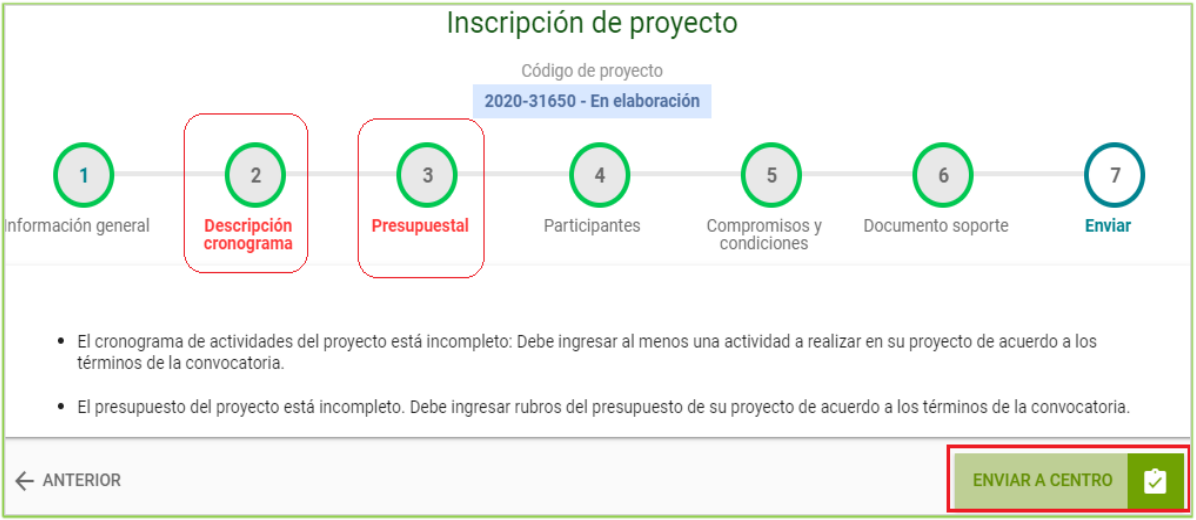 Inscripción de proyecto
Código de proyecto
2020-31650 - En elaboración
1
2
3
4
5
6
7
Información general
Descripción
cronograma
Presupuestal
Participantes
Compromisos y
condiciones
Documento soporte
Enviar
• El cronograma de actividades del proyecto está incompleto: Debe ingresar al menos una actividad a realizar en su proyecto de acuerdo a los
términos de la convocatoria.
• El presupuesto del proyecto está incompleto. Debe ingresar rubros del presupuesto de su proyecto de acuerdo a los términos de la convocatoria.
ANTERIOR
ENVIAR A CENTRO